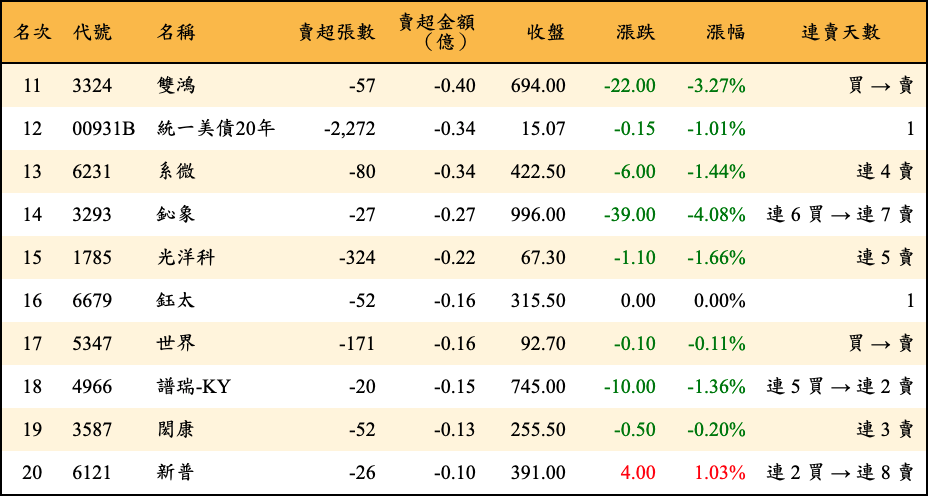 名次 代號 名稱 賣超張數 賣超金額（億） 收盤 漲跌 漲幅 連賣天數
11 3324 雙鴻 -57 -0.40 694.00 -22.00 -3.27% 買 → 賣
12 00931B 統一美債20年 -2,272 -0.34 15.07 -0.15 -1.01% 1
13 6231 系微 -80 -0.34 422.50 -6.00 -1.44% 連 4 賣
14 3293 鈊象 -27 -0.27 996.00 -39.00 -4.08% 連 6 買 → 連 7 賣
15 1785 光洋科 -324 -0.22 67.30 -1.10 -1.66% 連 5 賣
16 6679 鈺太 -52 -0.16 315.50 0.00 0.00% 1
17 5347 世界 -171 -0.16 92.70 -0.10 -0.11% 買 → 賣
18 4966 譜瑞-KY -20 -0.15 745.00 -10.00 -1.36% 連 5 買 → 連 2 賣
19 3587 閎康 -52 -0.13 255.50 -0.50 -0.20% 連 3 賣
20 6121 新普 -26 -0.10 391.00 4.00 1.03% 連 2 買 → 連 8 賣